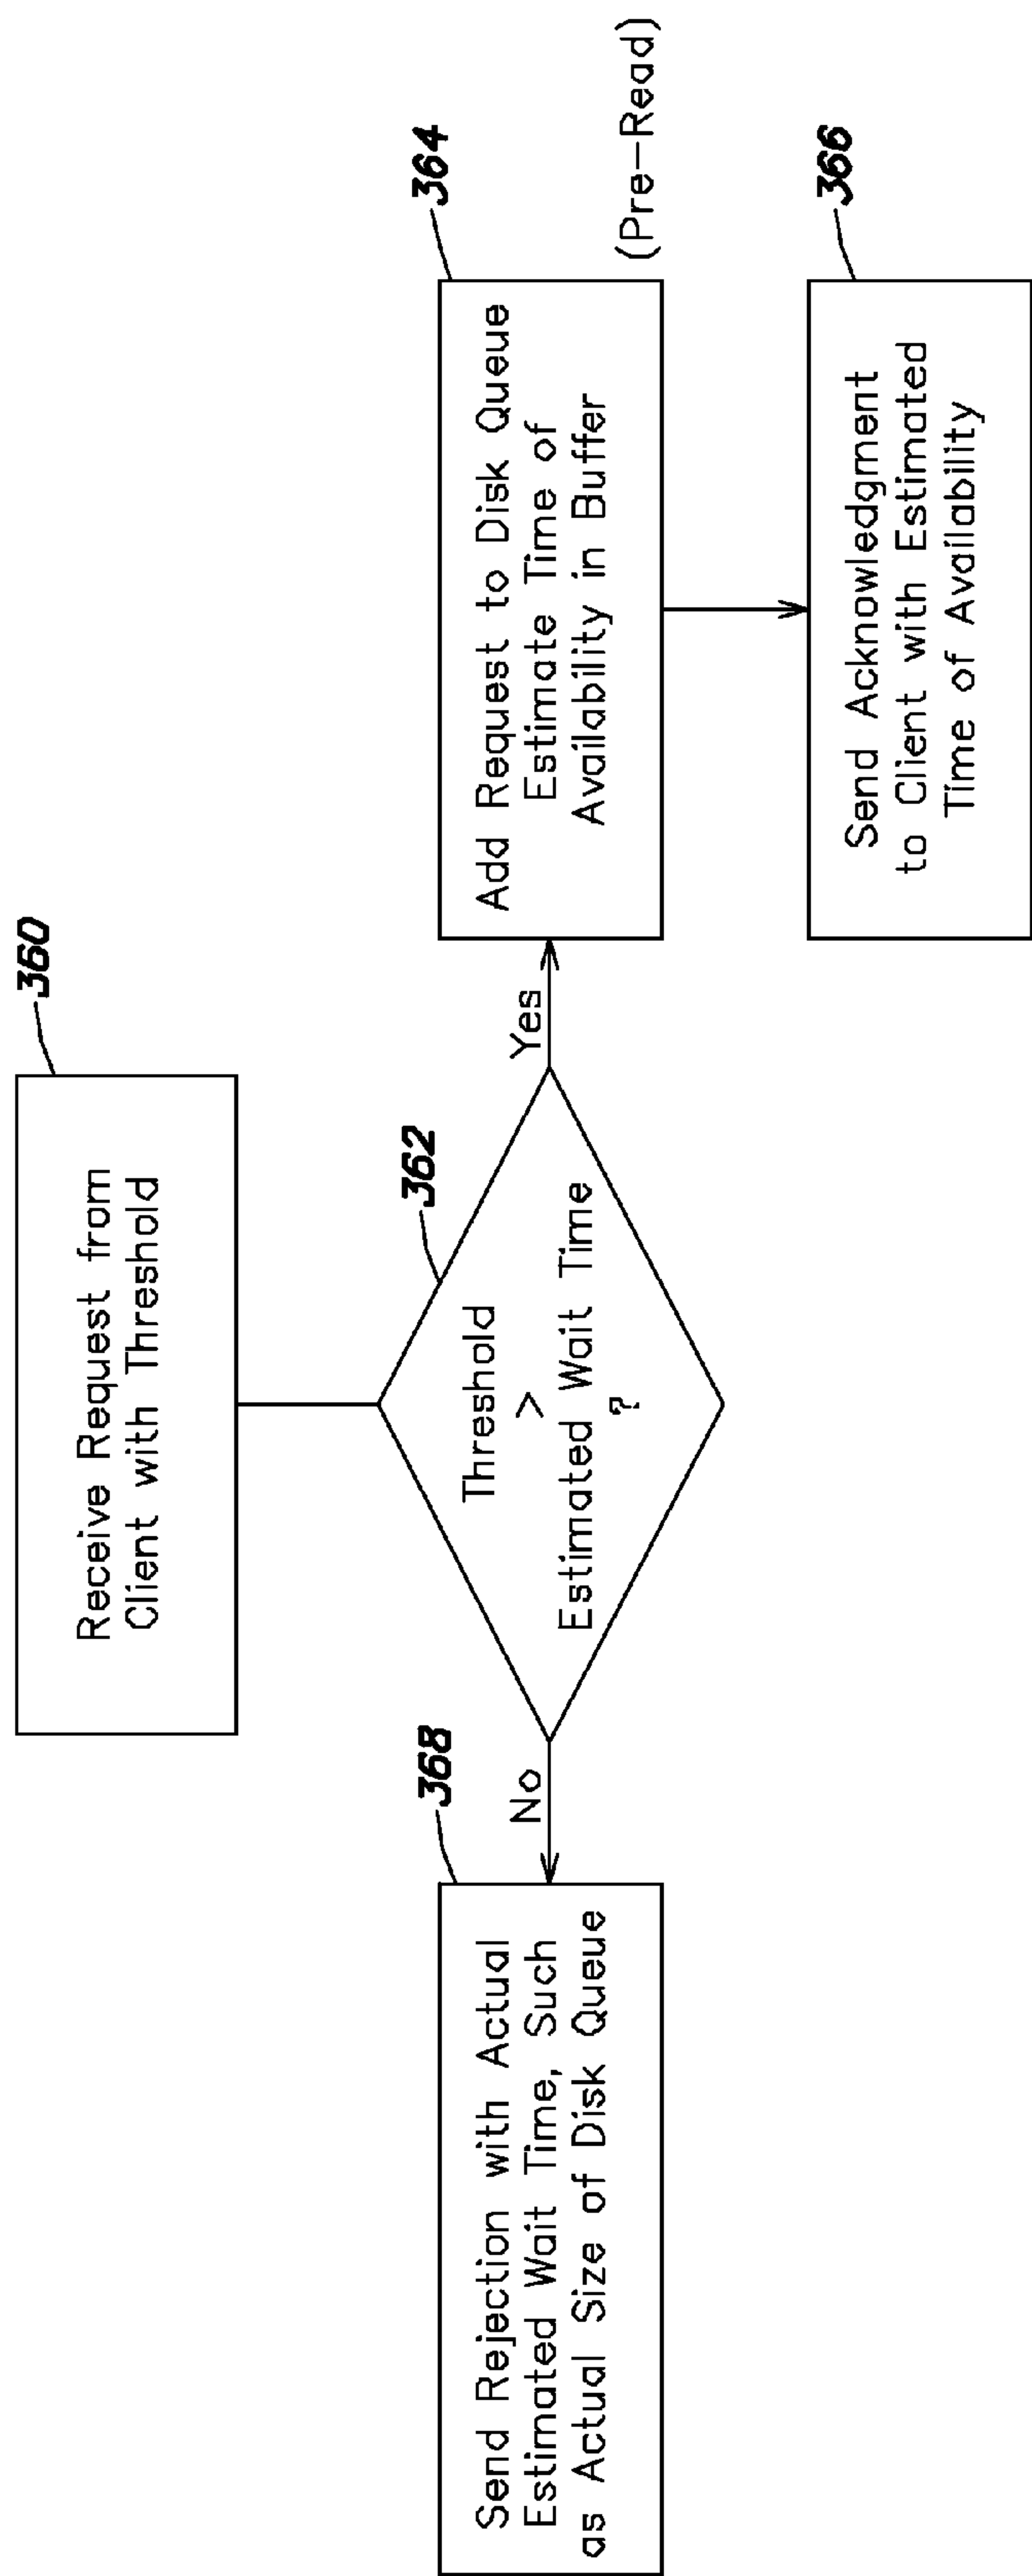 360
Receive Request from
Client with Threshold
362
Threshold
>
Estimated Wait Time
?
No
Yes
368
Send Rejection with Actual
Estimated Wait Time, Such
as Actual Size of Disk Queue
364
Add Request to Disk Queue
Estimate Time of
Availability in Buffer
(Pre-Read)
366
Send Acknowledgment
to Client with Estimated
Time of Availability